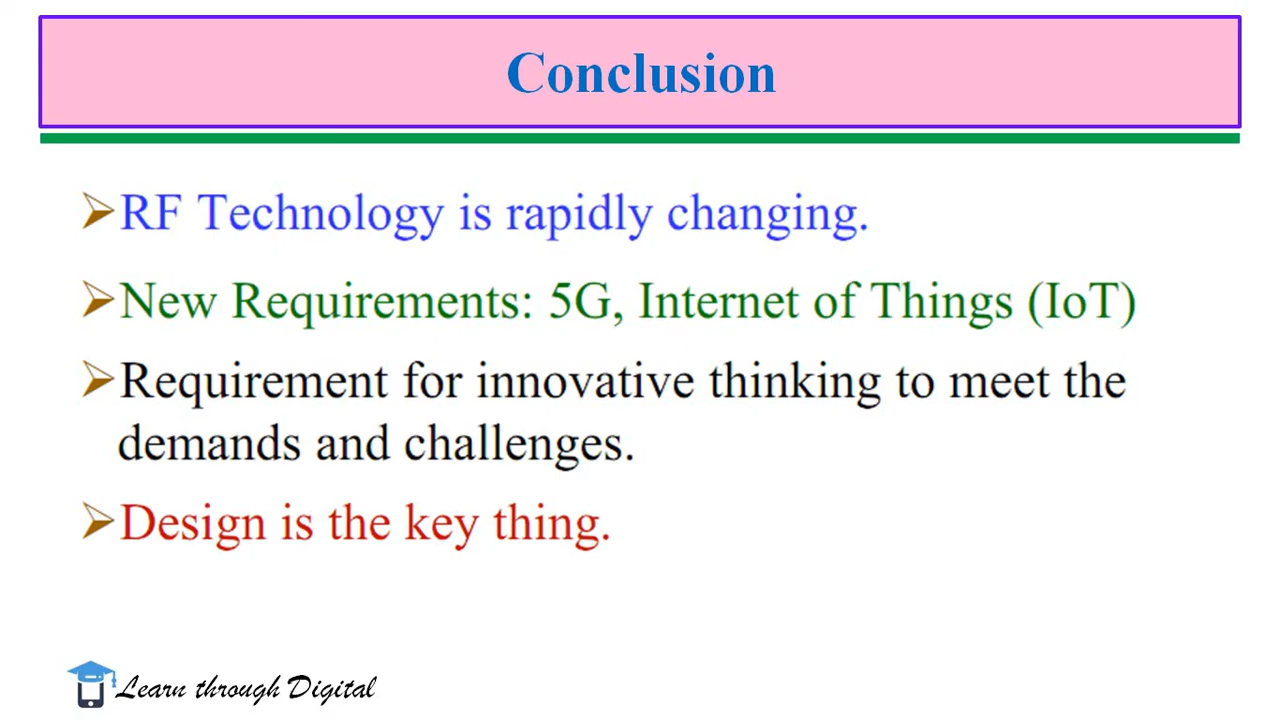 Conclusion
➢RF Technology is rapidly changing.
➢New Requirements: 5G, Internet of Things (IoT)
➢Requirement for innovative thinking to meet the
demands and challenges.
➢Design is the key thing.
Learn through Digital